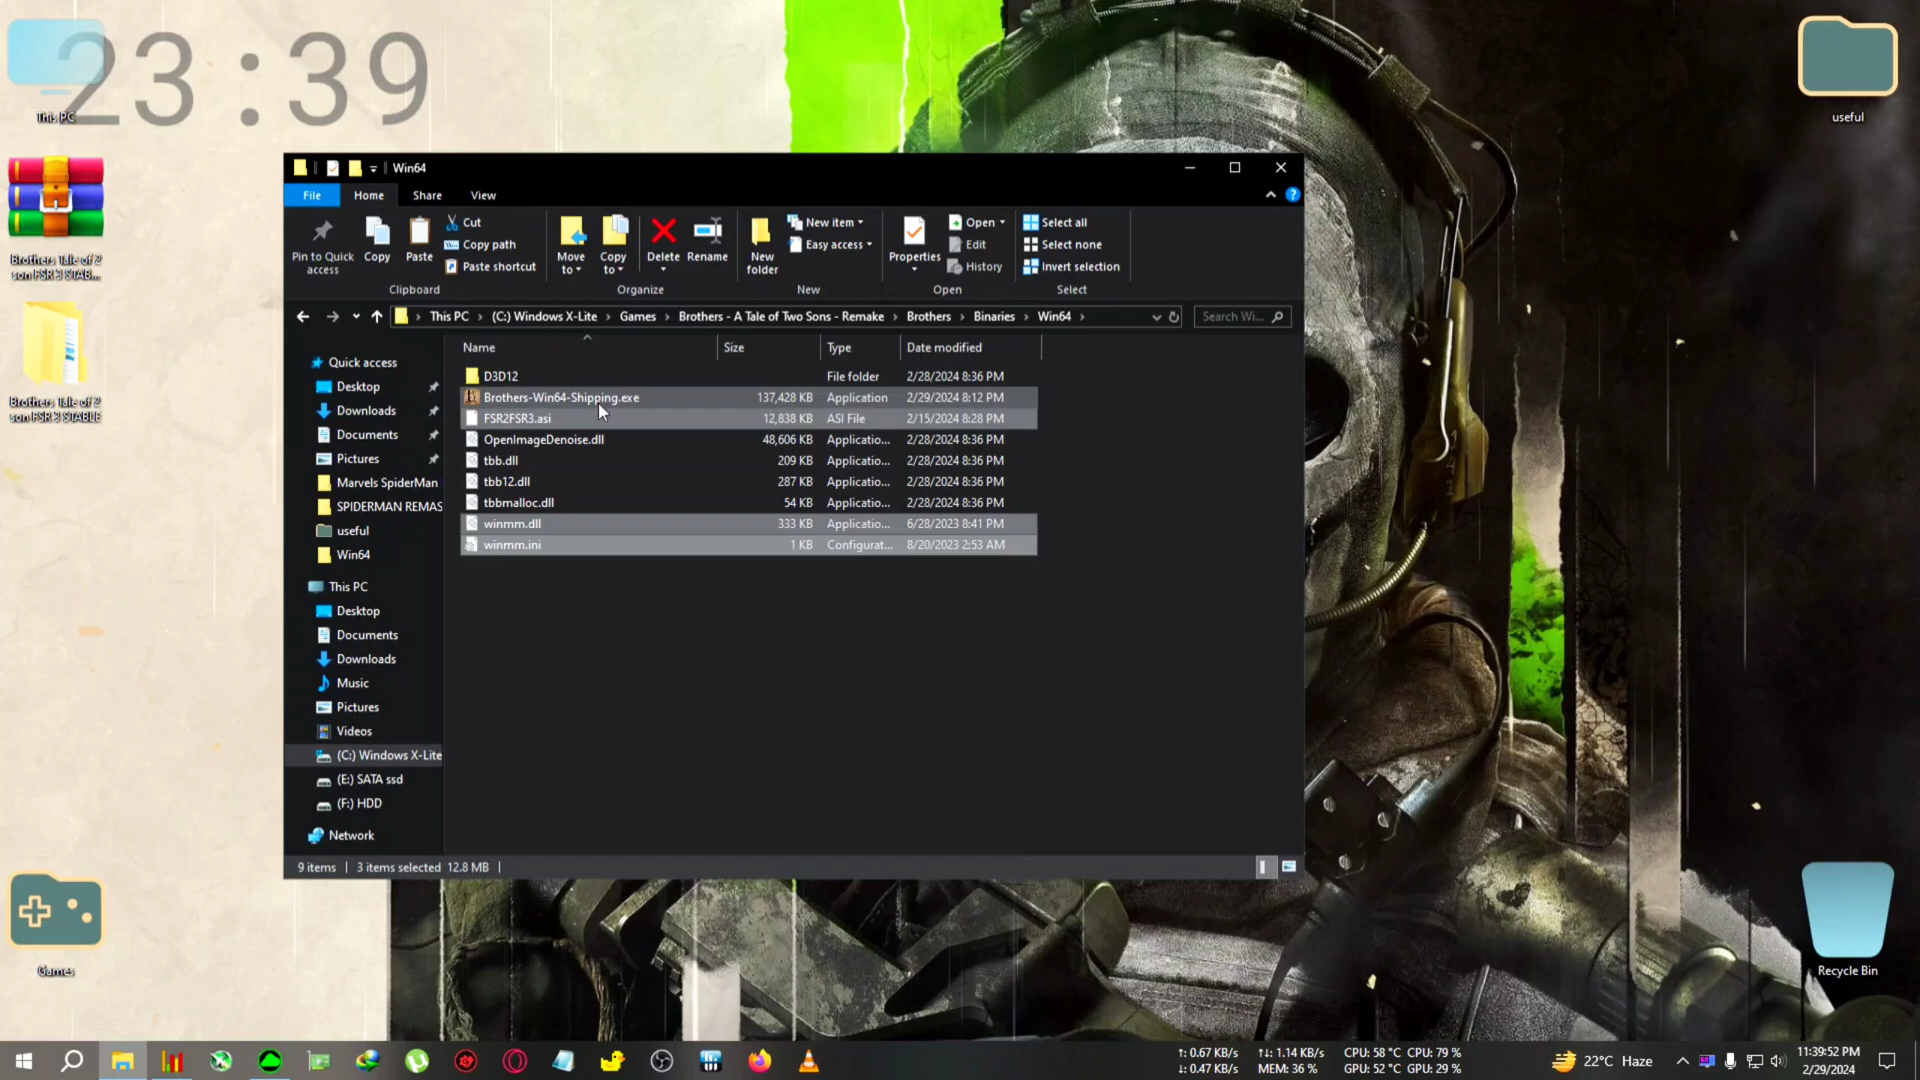 23:39
This PC
Brothers Tale of 2
son FSR 3 STAB...
Brothers Tale of 2
son FSR 3 STABLE
Games
useful
Recycle Bin
Win64
File
Home
Share
View
Pin to Quick
access
Copy
Paste
Cut
Copy path
Paste shortcut
Clipboard
Move
to
Copy
to
Delete
Rename
Organize
New
folder
New item
Easy access
New
Properties
Open
Edit
History
Open
Select all
Select none
Invert selection
Select
This PC > (C:) Windows X-Lite > Games > Brothers - A Tale of Two Sons - Remake > Brothers > Binaries > Win64 >
Search Wi...
Quick access
Desktop
Downloads
Documents
Pictures
Marvels SpiderMan
SPIDERMAN REMAS
useful
Win64
This PC
Desktop
Documents
Downloads
Music
Pictures
Videos
(C:) Windows X-Lite
(E:) SATA ssd
(F:) HDD
Network
Name Size Type Date modified
D3D12 File folder 2/28/2024 8:36 PM
Brothers-Win64-Shipping.exe 137,428 KB Application 2/29/2024 8:12 PM
FSR2FSR3.asi 12,838 KB ASI File 2/15/2024 8:28 PM
OpenImageDenoise.dll 48,606 KB Applicatio... 2/28/2024 8:36 PM
tbb.dll 209 KB Applicatio... 2/28/2024 8:36 PM
tbb12.dll 287 KB Applicatio... 2/28/2024 8:36 PM
tbbmalloc.dll 54 KB Applicatio... 2/28/2024 8:36 PM
winmm.dll 333 KB Applicatio... 6/28/2023 8:41 PM
winmm.ini 1 KB Configurat... 8/20/2023 2:53 AM
9 items | 3 items selected 12.8 MB |
↑: 0.67 KB/s ↑↓: 1.14 KB/s CPU: 58 °C CPU: 79 %
↓: 0.47 KB/s MEM: 36 % GPU: 52 °C GPU: 29 %
22°C Haze
11:39:52 PM
2/29/2024